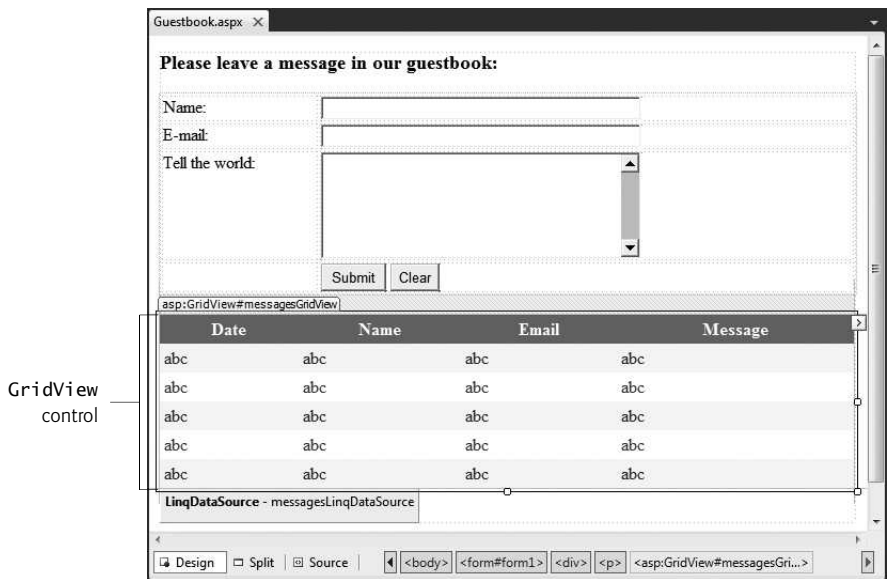 Guestbook.aspx X
Please leave a message in our guestbook:
Name:
E-mail:
Tell the world:
Submit Clear
asp:GridView#messagesGridView
Date Name Email Message
abc abc abc abc
abc abc abc abc
abc abc abc abc
abc abc abc abc
abc abc abc abc
GridView
control
LinqDataSource - messagesLinqDataSource
Design Split Source <body> <form#form1> <div> <p> <asp:GridView#messagesGri...>